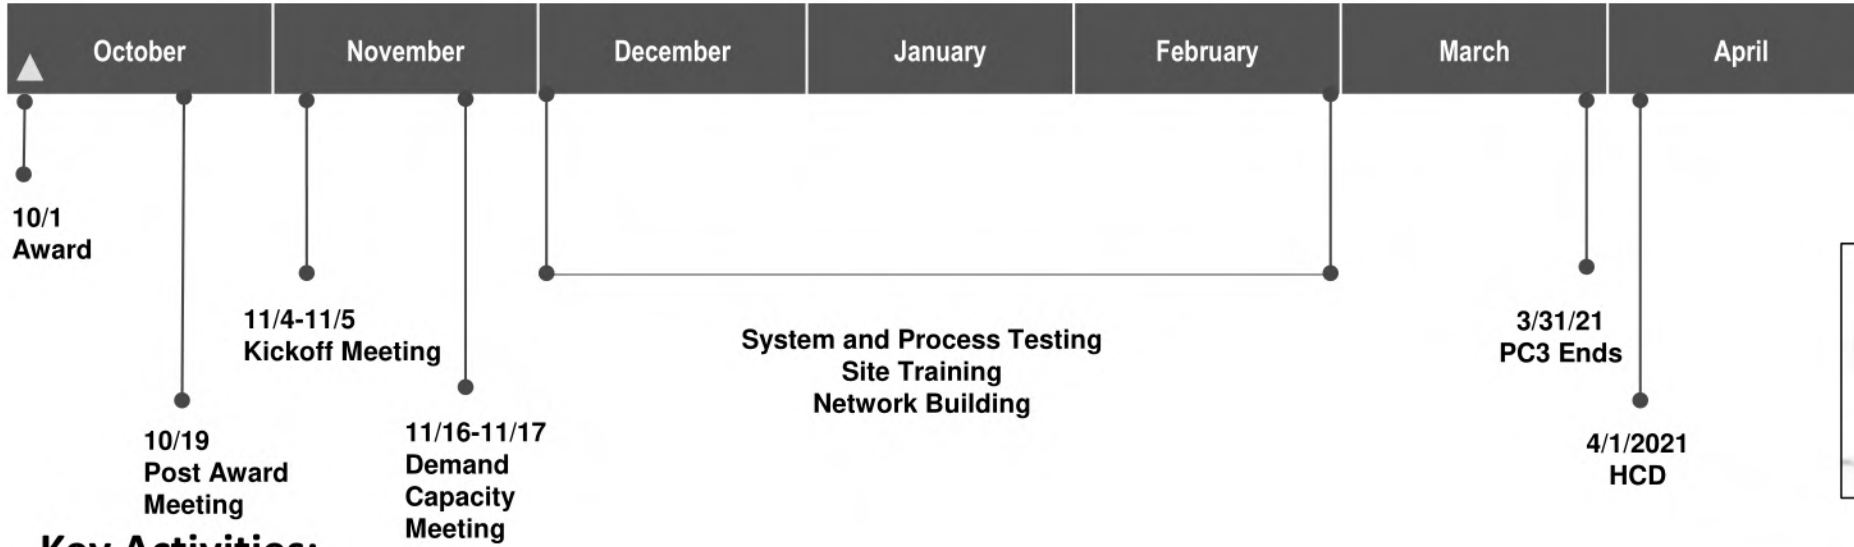 October
November
December
January
February
March
April
10/1
Award
10/19
Post Award
Meeting
11/4-11/5
Kickoff Meeting
11/16-11/17
Demand
Capacity
Meeting
System and Process Testing
Site Training
Network Building
3/31/21
PC3 Ends
4/1/2021
HCD
Key Activities: